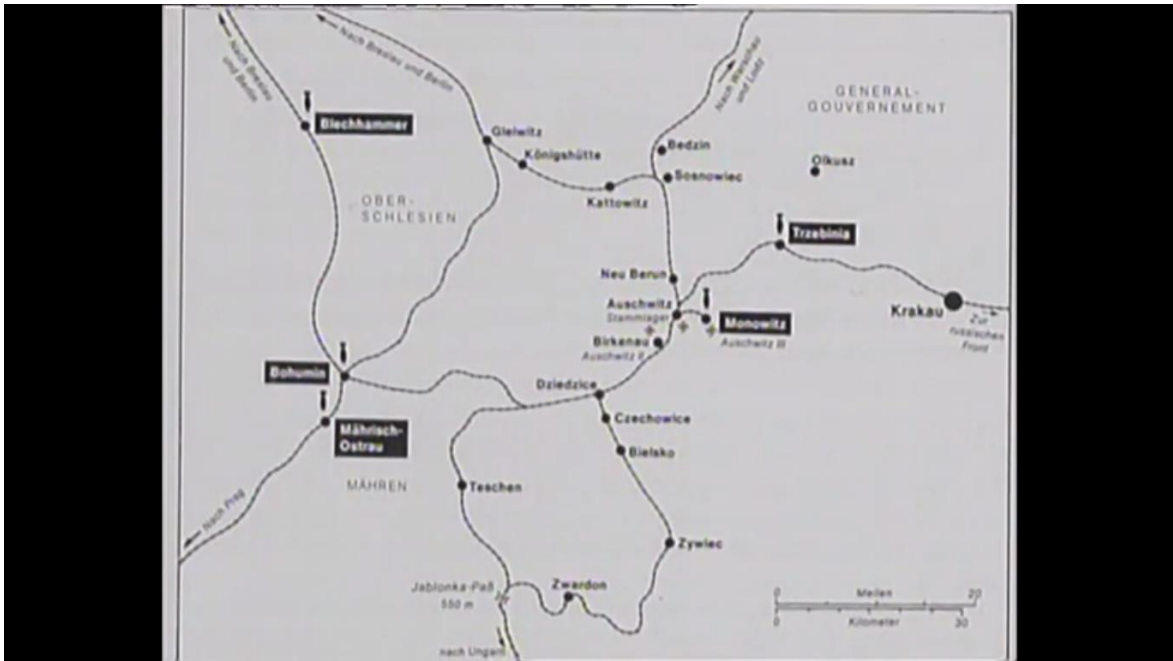 Nach Breslau
und Berlin
Nach Breslau und Berlin
Nach Warschau
und Lodz
GENERAL-
GOUVERNEMENT
Blechhammer
Gleiwitz
Königshütte
Bedzin
Olkusz
Sosnowiec
Kattowitz
OBER-
SCHLESIEN
Trzebinia
Neu Berun
Auschwitz
Stammlager
Monowitz
Auschwitz III
Krakau
Zur
russischen
Front
Birkenau
Auschwitz II
Bohumin
Dziedzice
Czechowice
Mährisch-
Ostrau
Bielsko
MÄHREN
Teschen
Nach Prag
Zywiec
Jablonka-Paß
550 m
Zwardon
0 Meilen 20
0 Kilometer 30
nach Ungarn